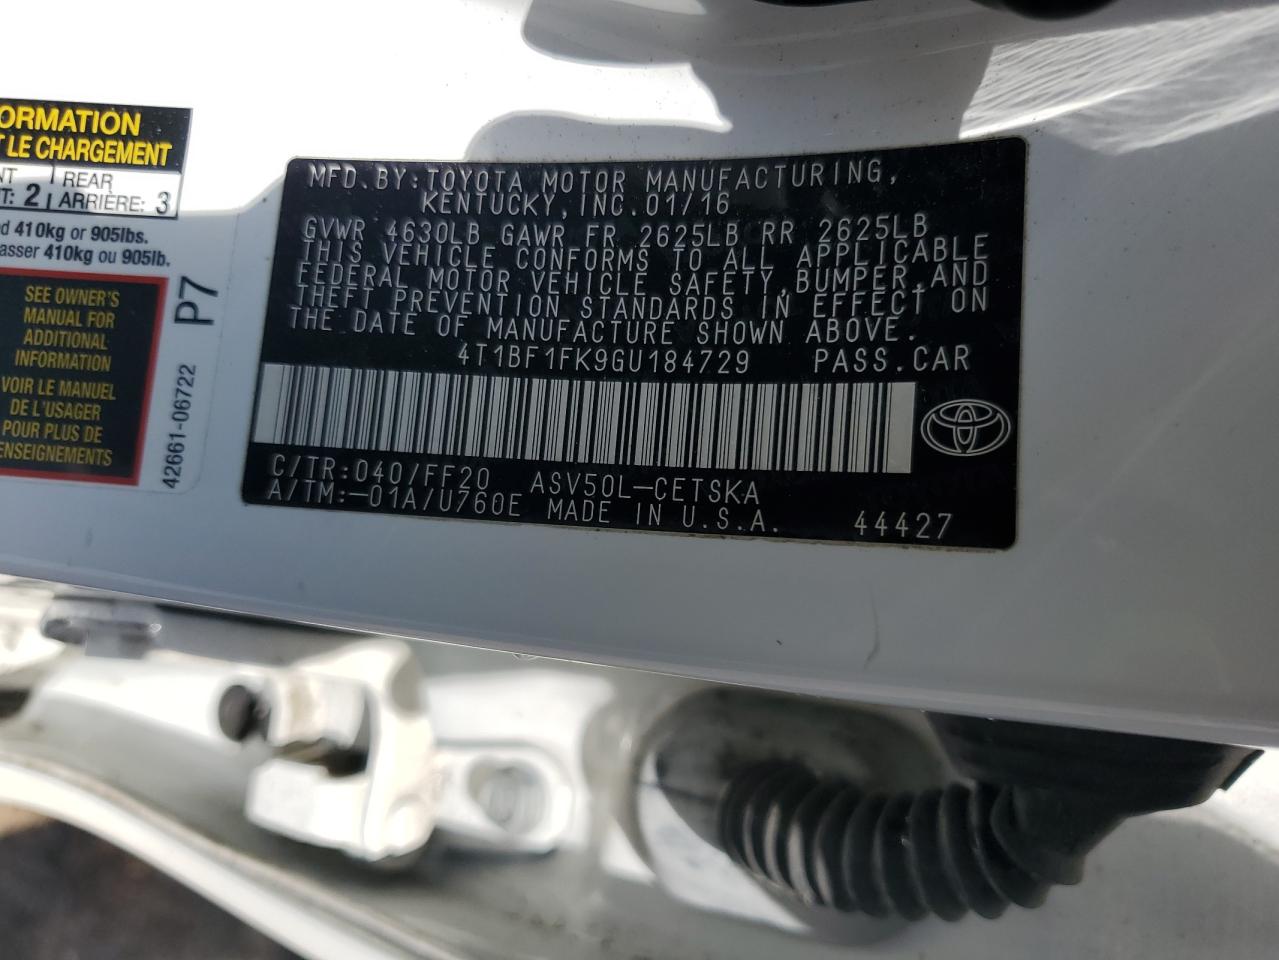 ORMATION
T LE CHARGEMENT
NT 2 REAR
T: 2 ARRIÈRE: 3
d 410kg or 905lbs.
asser 410kg ou 905lb.
SEE OWNER'S
MANUAL FOR
ADDITIONAL
INFORMATION
VOIR LE MANUEL
DE L'USAGER
POUR PLUS DE
ENSEIGNEMENTS
P7
42661-06722
MFD.BY:TOYOTA MOTOR MANUFACTURING,
KENTUCKY,INC.01/16
GVWR 4630LB GAWR FR 2625LB RR 2625LB
THIS VEHICLE CONFORMS TO ALL APPLICABLE
FEDERAL MOTOR VEHICLE SAFETY,BUMPER,AND
THEFT PREVENTION STANDARDS IN EFFECT ON
THE DATE OF MANUFACTURE SHOWN ABOVE.
4T1BF1FK9GU184729 PASS.CAR
C/TR:040/FF20 ASV50L-CETSKA
A/TM:-01A/U760E MADE IN U.S.A. 44427